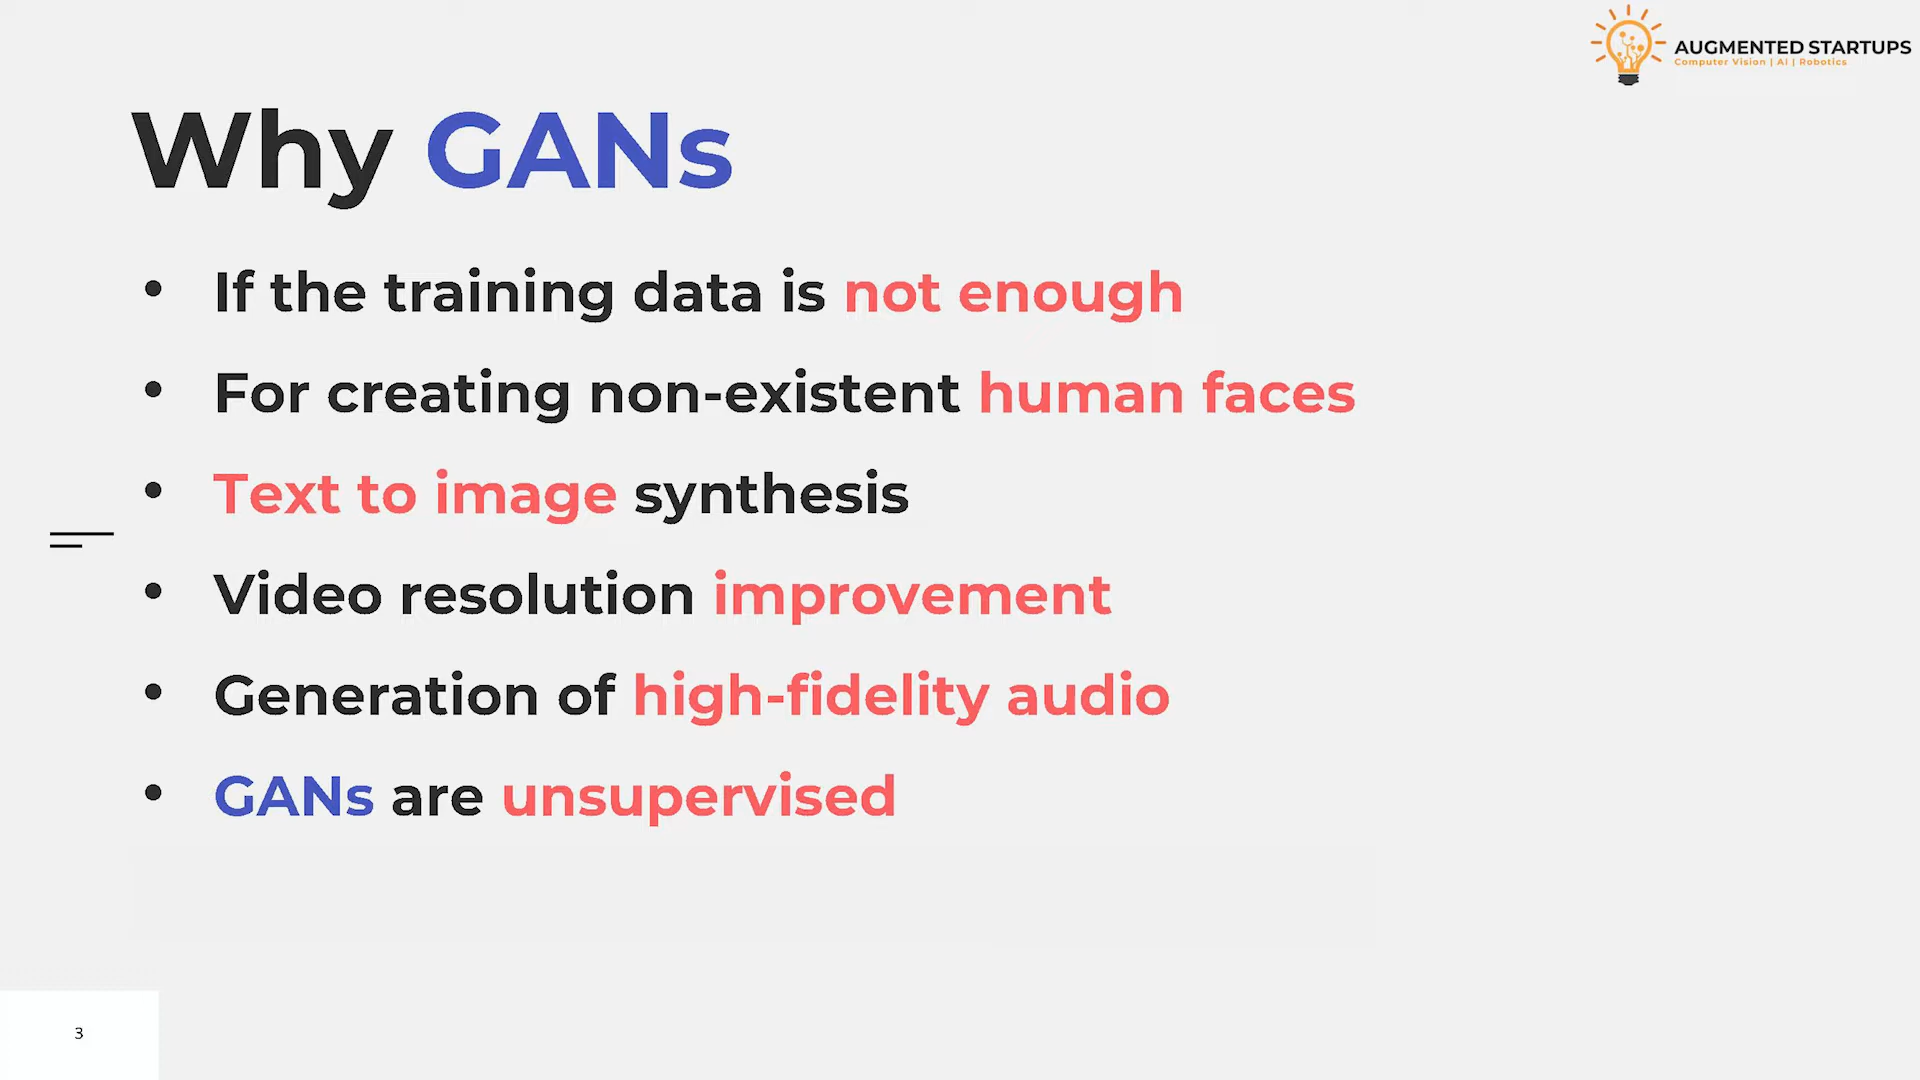 AUGMENTED STARTUPS
Computer Vision | AI | Robotics
Why GANs
• If the training data is not enough
• For creating non-existent human faces
• Text to image synthesis
• Video resolution improvement
• Generation of high-fidelity audio
• GANs are unsupervised
3